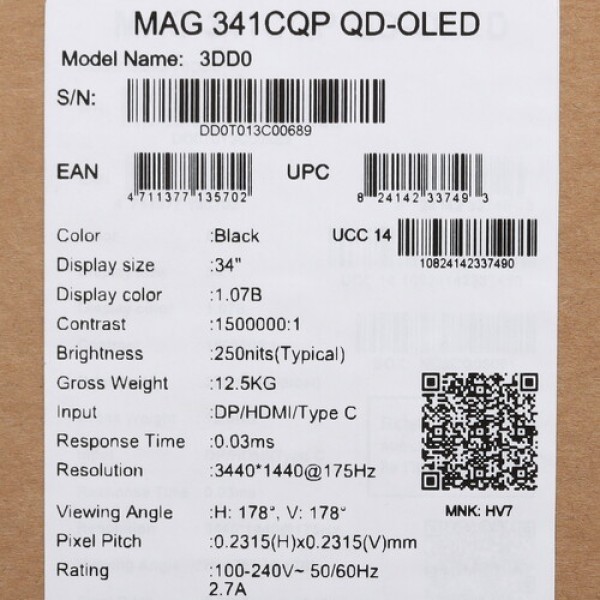 MAG 341CQP QD-OLED
Model Name: 3DD0
S/N:
DD0T013C00689
EAN
4 711377 135702
UPC
8 24142 33749 3
Color :Black
UCC 14
10824142337490
Display size :34"
Display color :1.07B
Contrast :1500000:1
Brightness :250nits(Typical)
Gross Weight :12.5KG
Input :DP/HDMI/Type C
Response Time :0.03ms
Resolution :3440*1440@175Hz
MNK: HV7
Viewing Angle :H: 178°, V: 178°
Pixel Pitch :0.2315(H)x0.2315(V)mm
Rating :100-240V~ 50/60Hz
2.7A